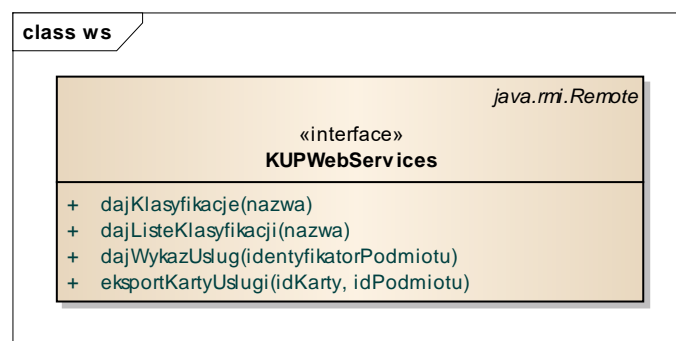 class ws
java.rmi.Remote
«interface»
KUPWebServices
+ dajKlasyfikacje(nazwa)
+ dajListeKlasyfikacji(nazwa)
+ dajWykazUslug(identyfikatorPodmiotu)
+ eksportKartyUslugi(idKarty, idPodmiotu)